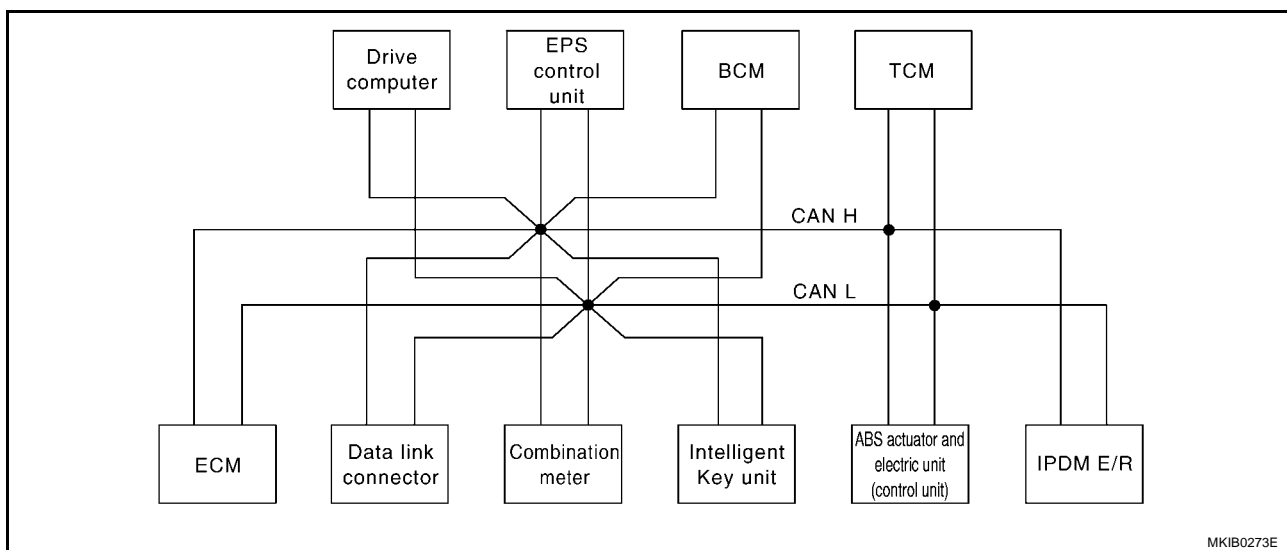 Drive
computer
EPS
control
unit
BCM
TCM
CAN H
CAN L
ECM
Data link
connector
Combination
meter
Intelligent
Key unit
ABS actuator and
electric unit
(control unit)
IPDM E/R
MKIB0273E